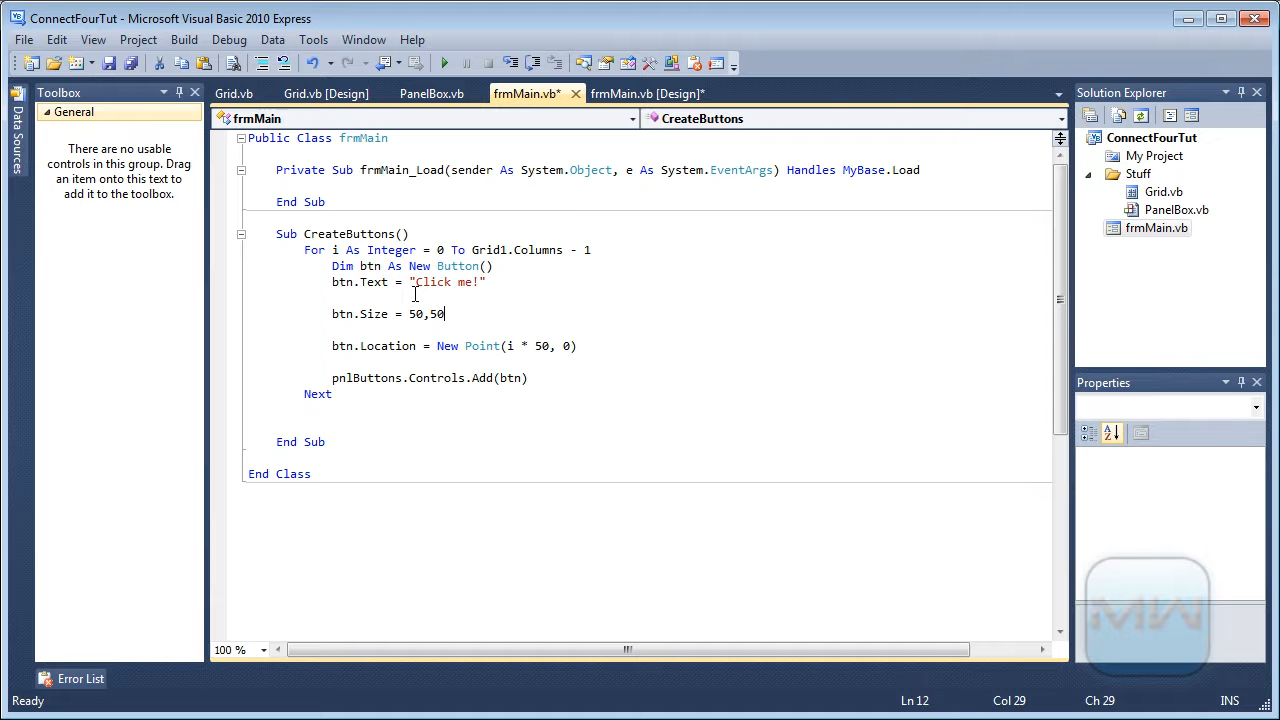 ConnectFourTut - Microsoft Visual Basic 2010 Express
File Edit View Project Build Debug Data Tools Window Help
Data Sources
Toolbox
General
There are no usable
controls in this group. Drag
an item onto this text to
add it to the toolbox.
Grid.vb Grid.vb [Design] PanelBox.vb frmMain.vb* frmMain.vb [Design]*
frmMain CreateButtons
Public Class frmMain
Private Sub frmMain_Load(sender As System.Object, e As System.EventArgs) Handles MyBase.Load
End Sub
Sub CreateButtons()
For i As Integer = 0 To Grid1.Columns - 1
Dim btn As New Button()
btn.Text = "Click me!"
btn.Size = 50,50
btn.Location = New Point(i * 50, 0)
pnlButtons.Controls.Add(btn)
Next
End Sub
End Class
100 %
Solution Explorer
ConnectFourTut
My Project
Stuff
Grid.vb
PanelBox.vb
frmMain.vb
Properties
MW
Error List
Ready Ln 12 Col 29 Ch 29 INS